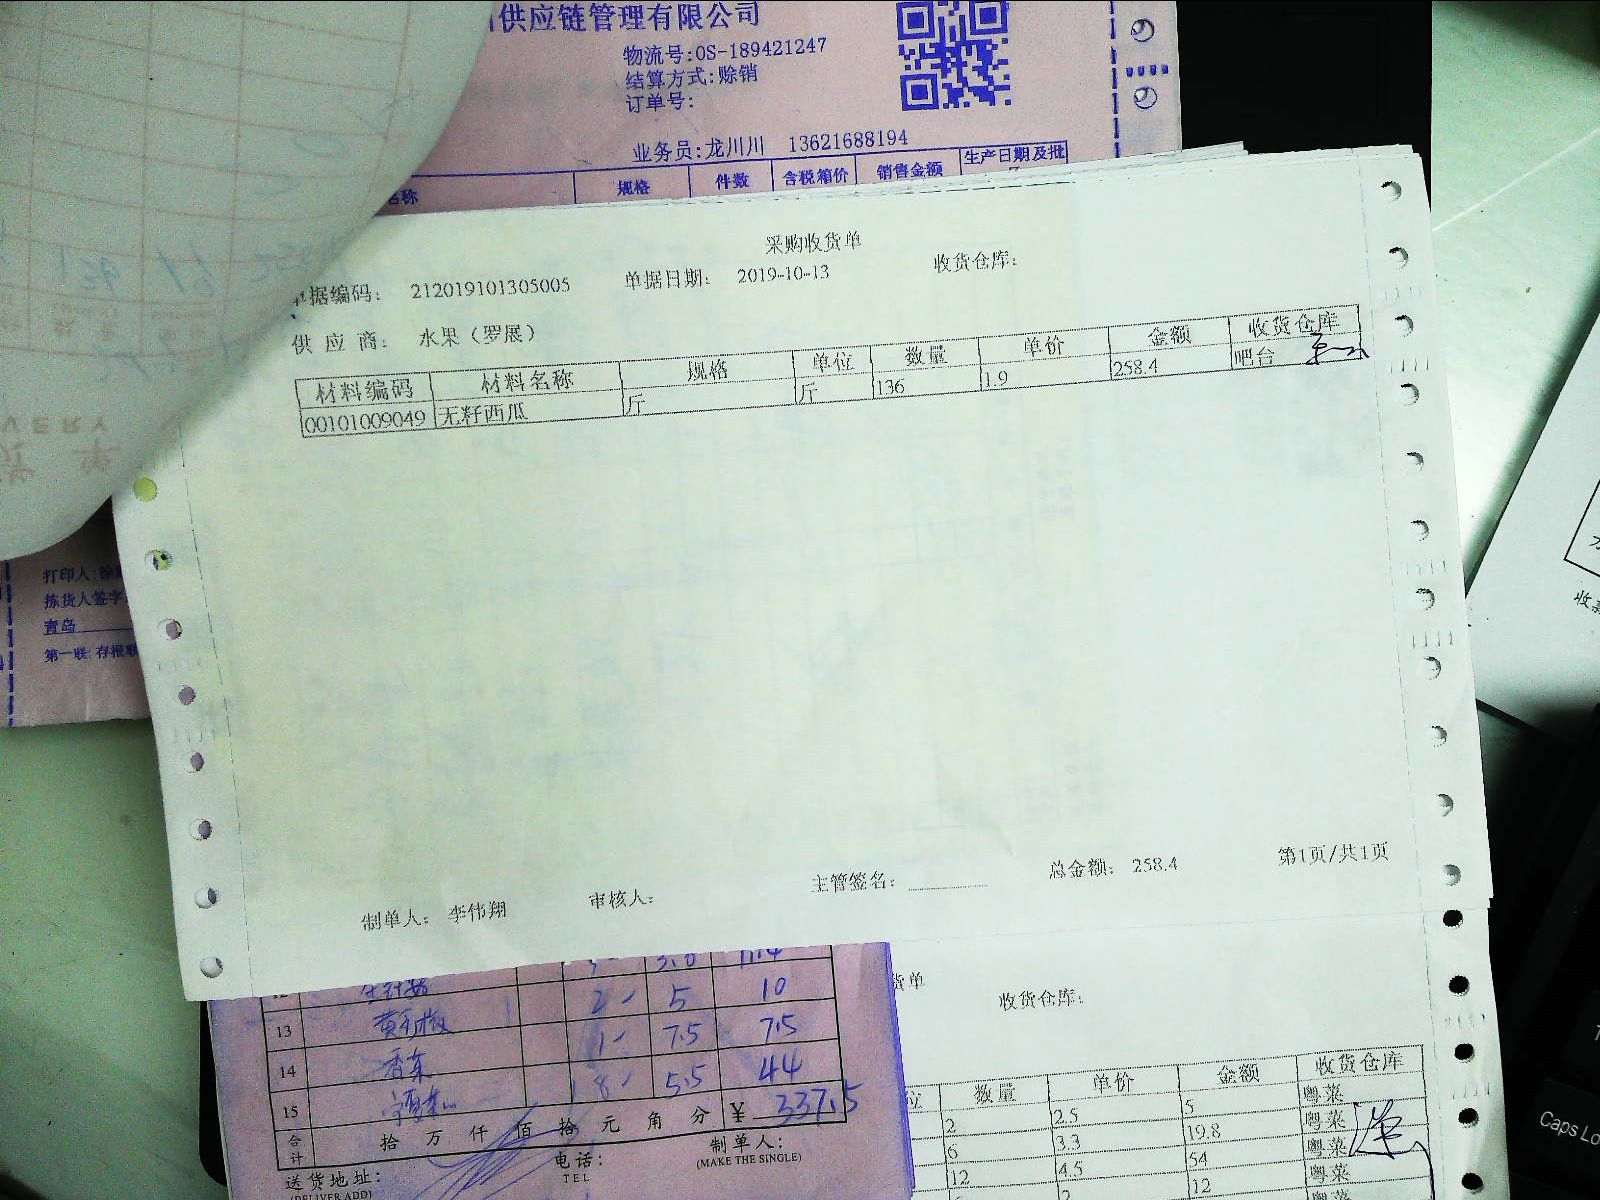 供应链管理有限公司
物流号:OS-189421247
结算方式:赊销
订单号:
业务员:龙川川 13621688194
名称 规格 件数 含税箱价 销售金额 生产日期及批
采购收货单
单据编码: 212019101305005 单据日期: 2019-10-13 收货仓库:
供应商: 水果（罗展）
材料编码 材料名称 规格 单位 数量 单价 金额 收货仓库
00101009049 无籽西瓜 斤 斤 136 1.9 258.4 吧台
制单人: 李伟翔 审核人: 主管签名: 总金额: 258.4 第1页/共1页
打印人:
拣货人签字
青岛
第一联: 存根联
2 5 10
13 1 7.5 7.5
14 香菜 8 5.5 44
15
合计 拾 万 仟 佰 拾 元 角 分 ¥ 337.5
送货地址: 电话: 制单人:
(DELIVER ADD) TEL (MAKE THE SINGLE)
货单
收货仓库:
位 数量 单价 金额 收货仓库
2 2.5 5 粤菜
6 3.3 19.8 粤菜
12 4.5 54 粤菜
2 12 粤菜
Caps Lo